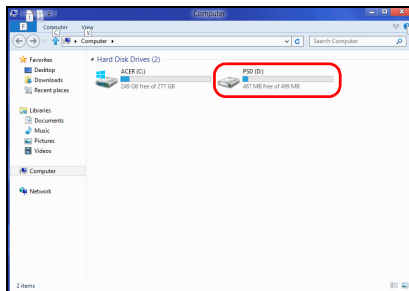 Computer
F
Computer
View
C
V
Computer
Search Computer
Favorites
Desktop
Downloads
Recent places
Libraries
Documents
Music
Pictures
Videos
Computer
Network
Hard Disk Drives (2)
ACER (C:)
249 GB free of 277 GB
PSD (D:)
467 MB free of 499 MB
2 items